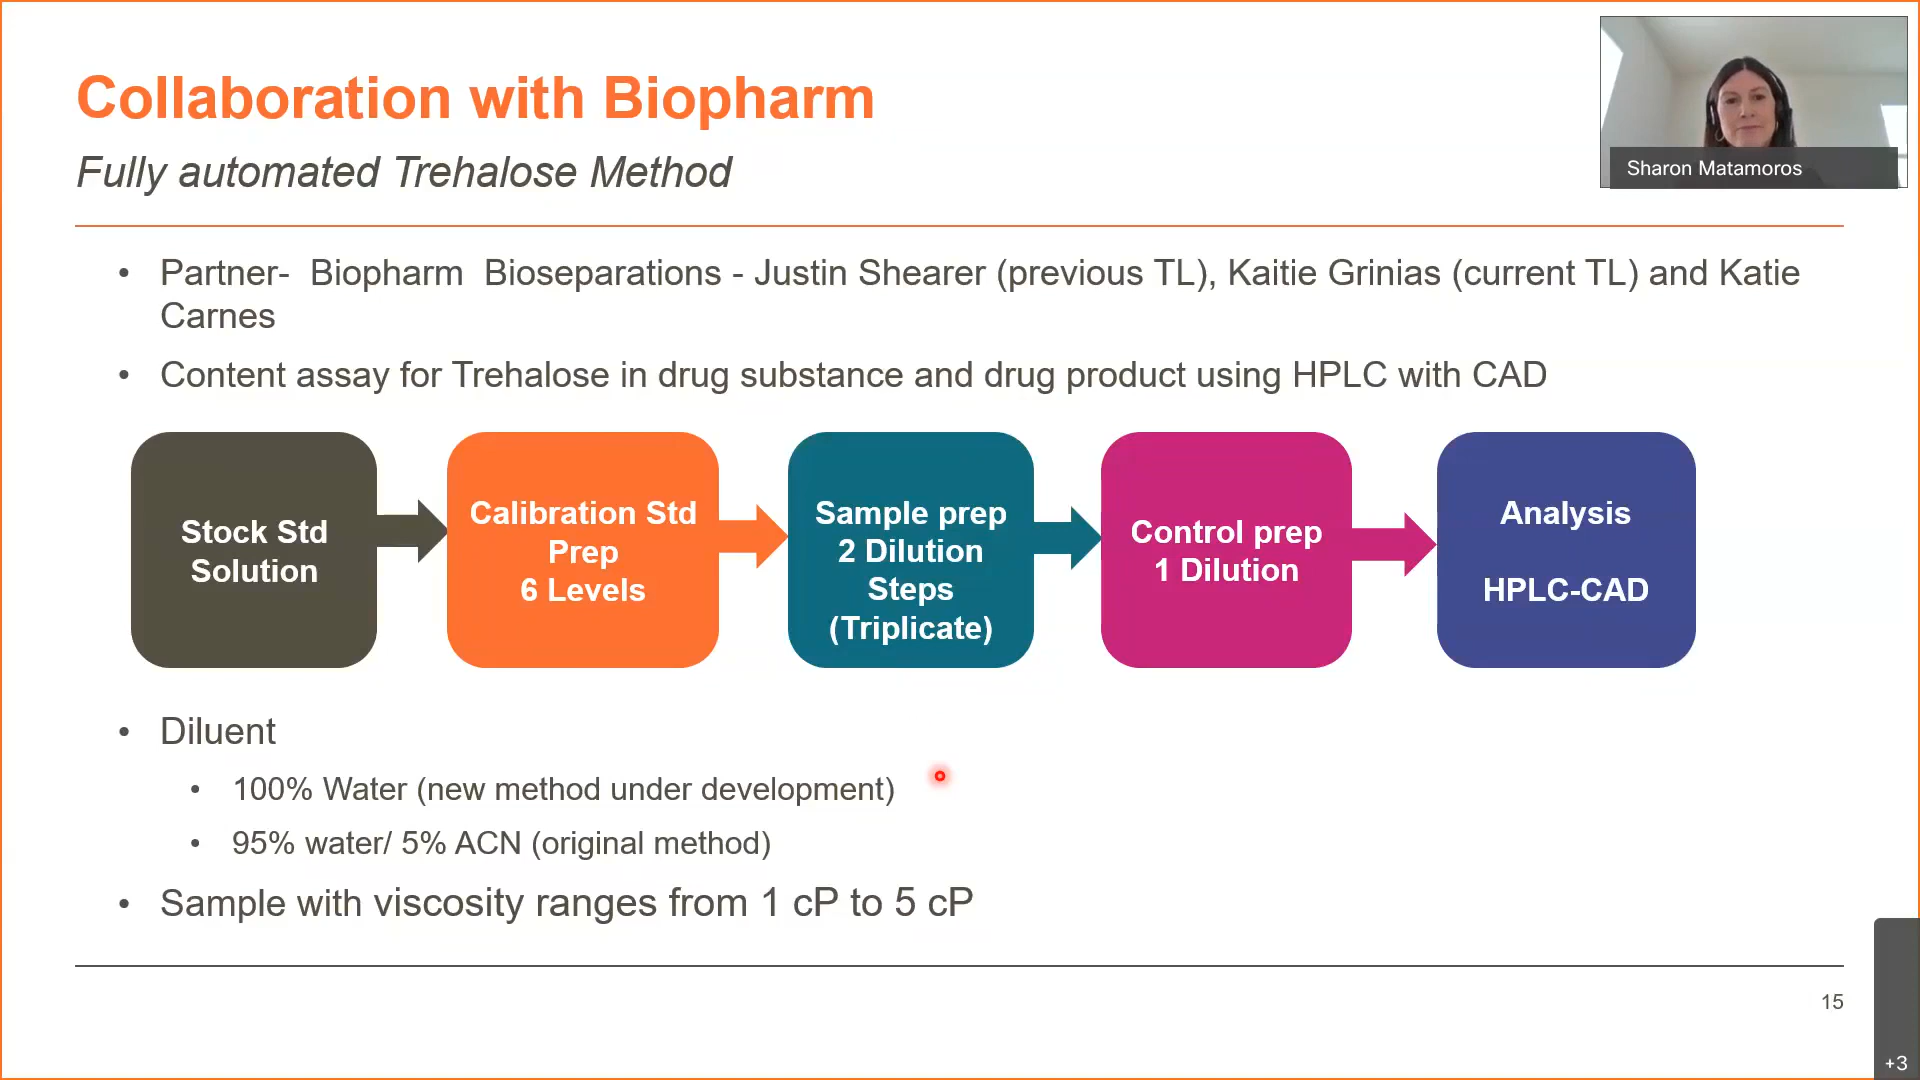 Collaboration with Biopharm
Fully automated Trehalose Method
Sharon Matamoros
• Partner-  Biopharm  Bioseparations - Justin Shearer (previous TL), Kaitie Grinias (current TL) and Katie
Carnes
• Content assay for Trehalose in drug substance and drug product using HPLC with CAD
Stock Std
Solution
Calibration Std
Prep
6 Levels
Sample prep
2 Dilution
Steps
(Triplicate)
Control prep
1 Dilution
Analysis
HPLC-CAD
• Diluent
• 100% Water (new method under development)
• 95% water/ 5% ACN (original method)
• Sample with viscosity ranges from 1 cP to 5 cP
15
+3